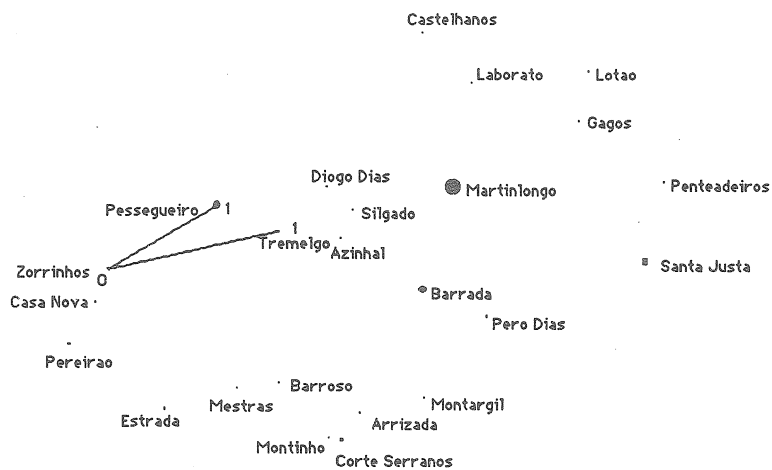 Castelhanos
Laborato
Lotao
Gagos
Diogo Dias
Martinlongo
Penteadeiros
Pessegueiro 1
Silgado
1
Tremelgo
Azinhal
Zorrinhos 0
Santa Justa
Casa Nova
Barrada
Pero Dias
Pereirao
Barroso
Mestras
Montargil
Estrada
Arrizada
Montinho
Corte Serranos